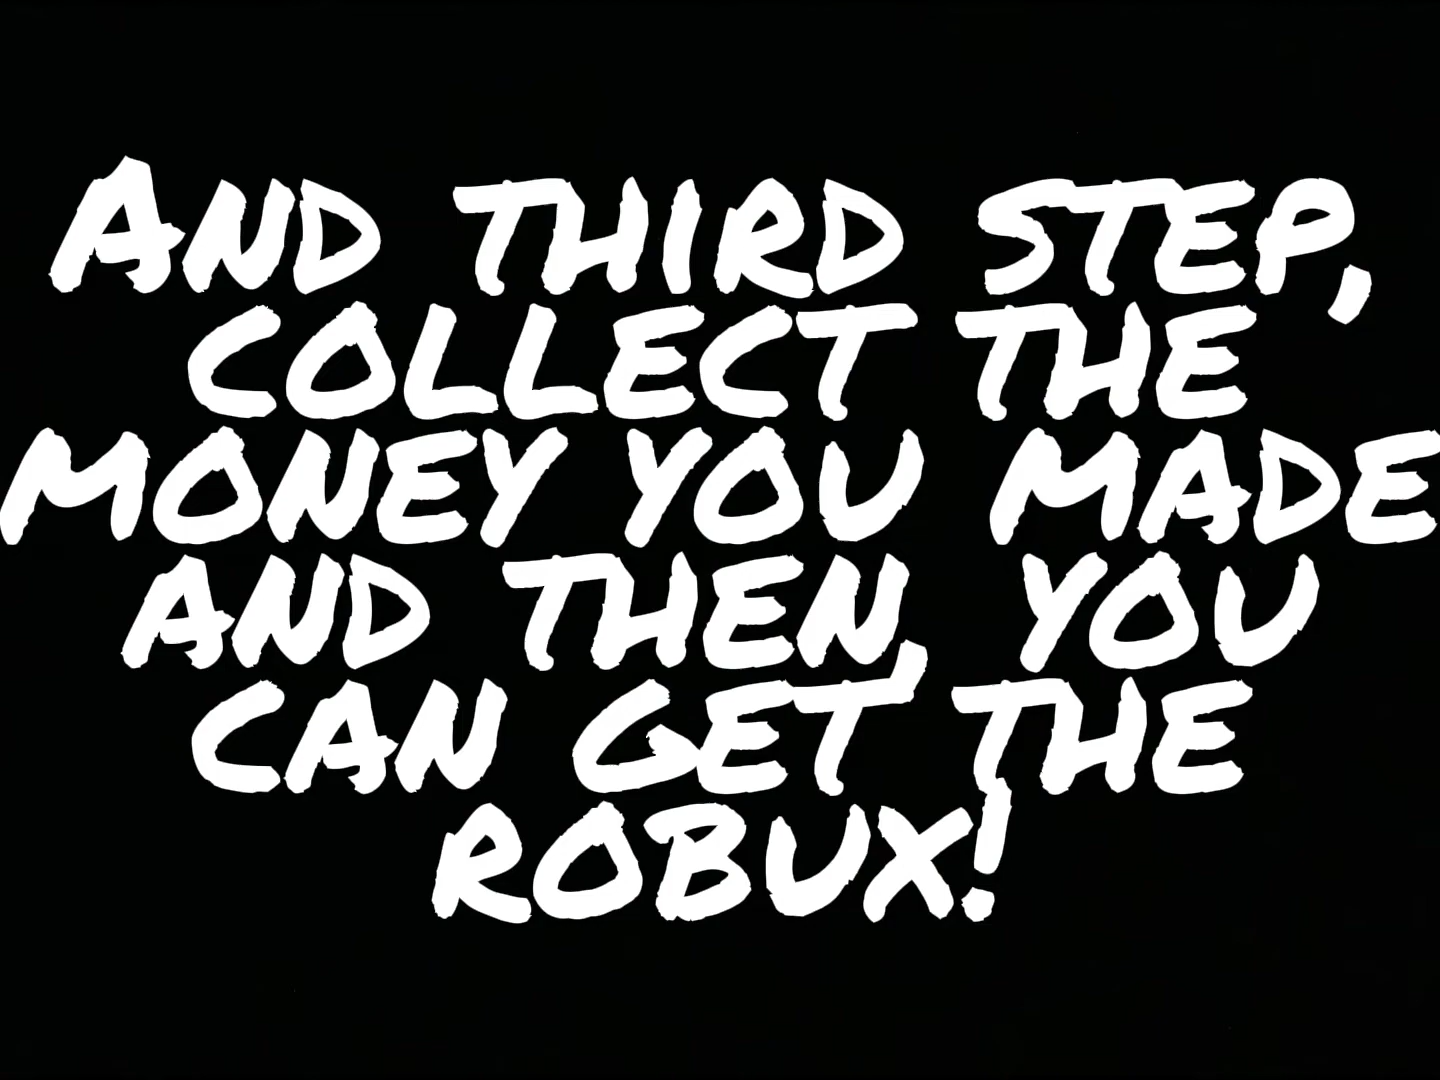 And third step,
collect the
money you made
and then, you
can get the
robux!